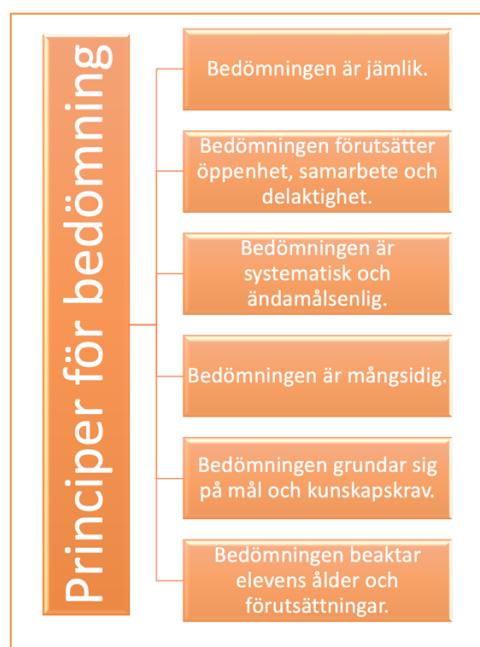 Principer för bedömning
Bedömningen är jämlik.
Bedömningen förutsätter
öppenhet, samarbete och
delaktighet.
Bedömningen är
systematisk och
ändamålsenlig.
Bedömningen är mångsidig.
Bedömningen grundar sig
på mål och kunskapskrav.
Bedömningen beaktar
elevens ålder och
förutsättningar.